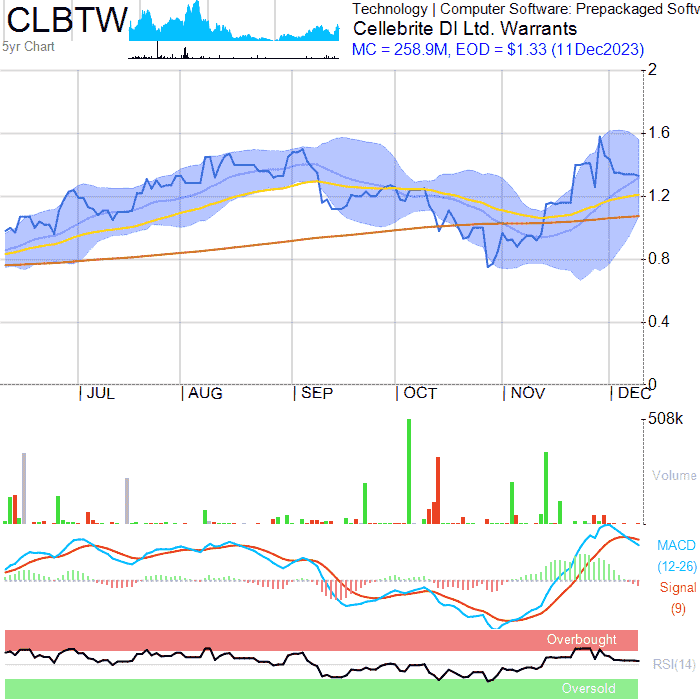 CLBTW
5yr Chart
Technology | Computer Software: Prepackaged Softw
Cellebrite DI Ltd. Warrants
MC = 258.9M, EOD = $1.33 (11Dec2023)
2
1.6
1.2
0.8
0.4
0
JUL
AUG
SEP
OCT
NOV
DEC
508k
Volume
MACD
(12-26)
Signal
(9)
Overbought
RSI(14)
Oversold